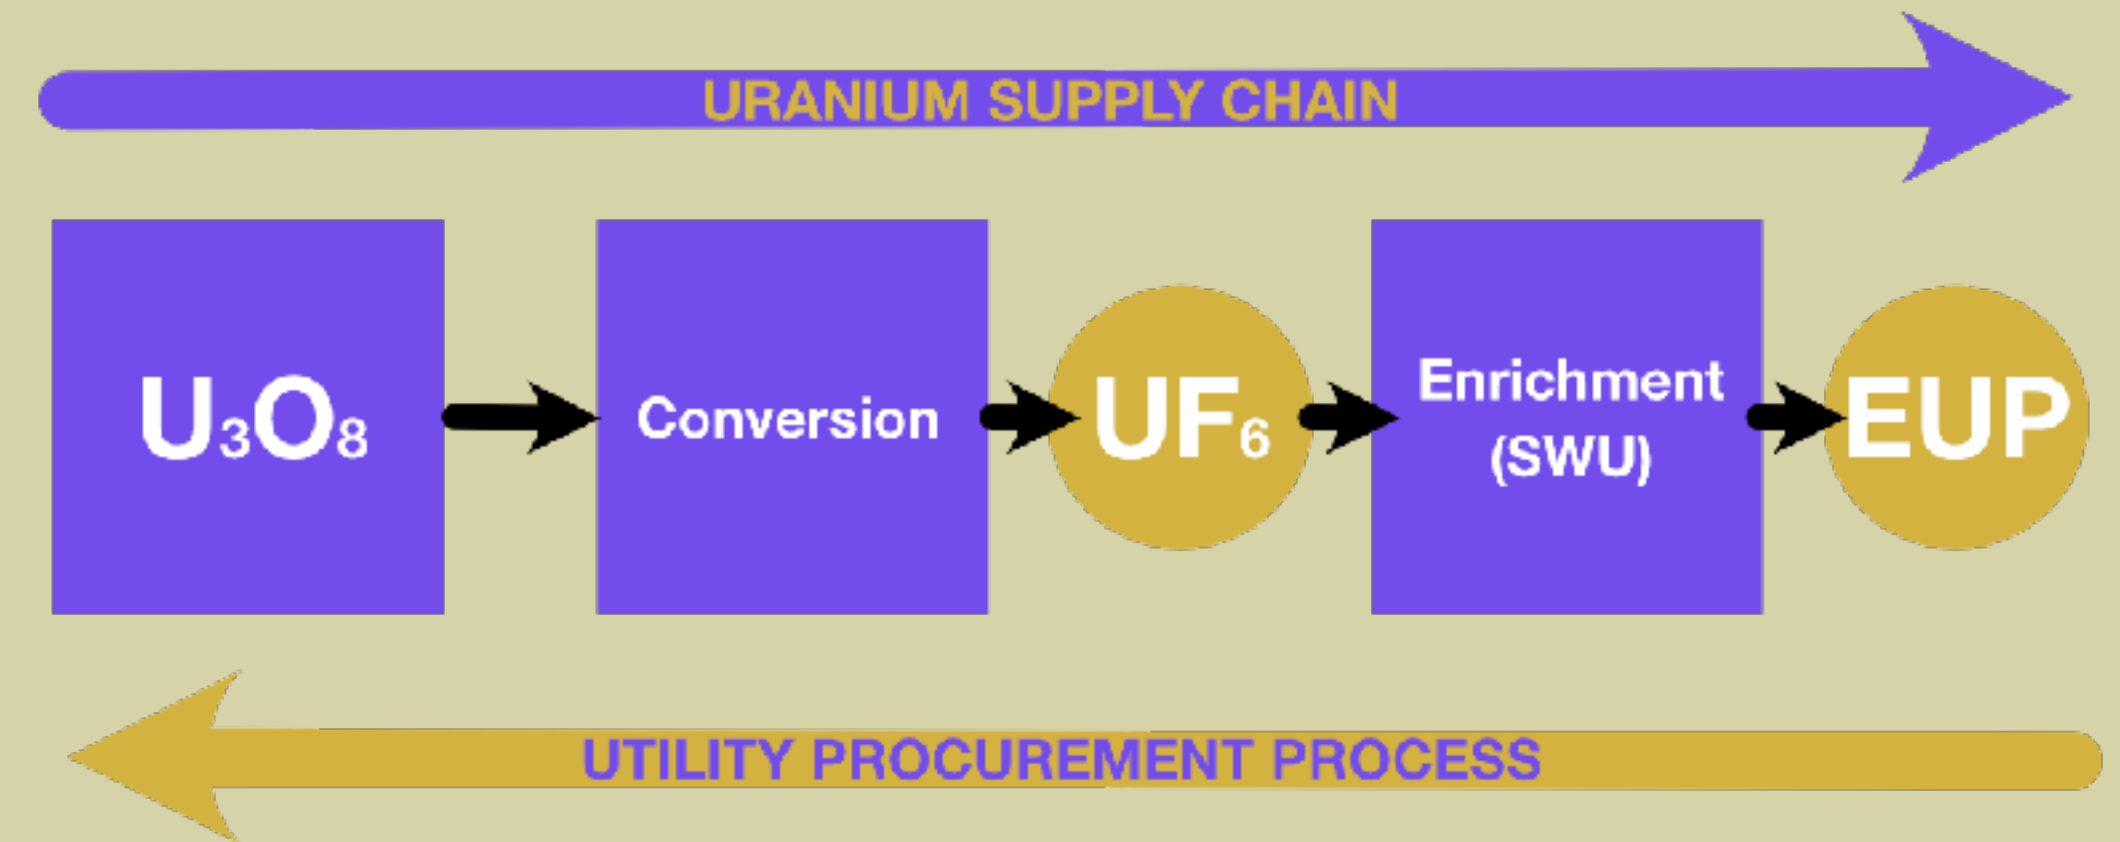 URANIUM SUPPLY CHAIN
U₃O₈
Conversion
UF₆
Enrichment
(SWU)
EUP
UTILITY PROCUREMENT PROCESS